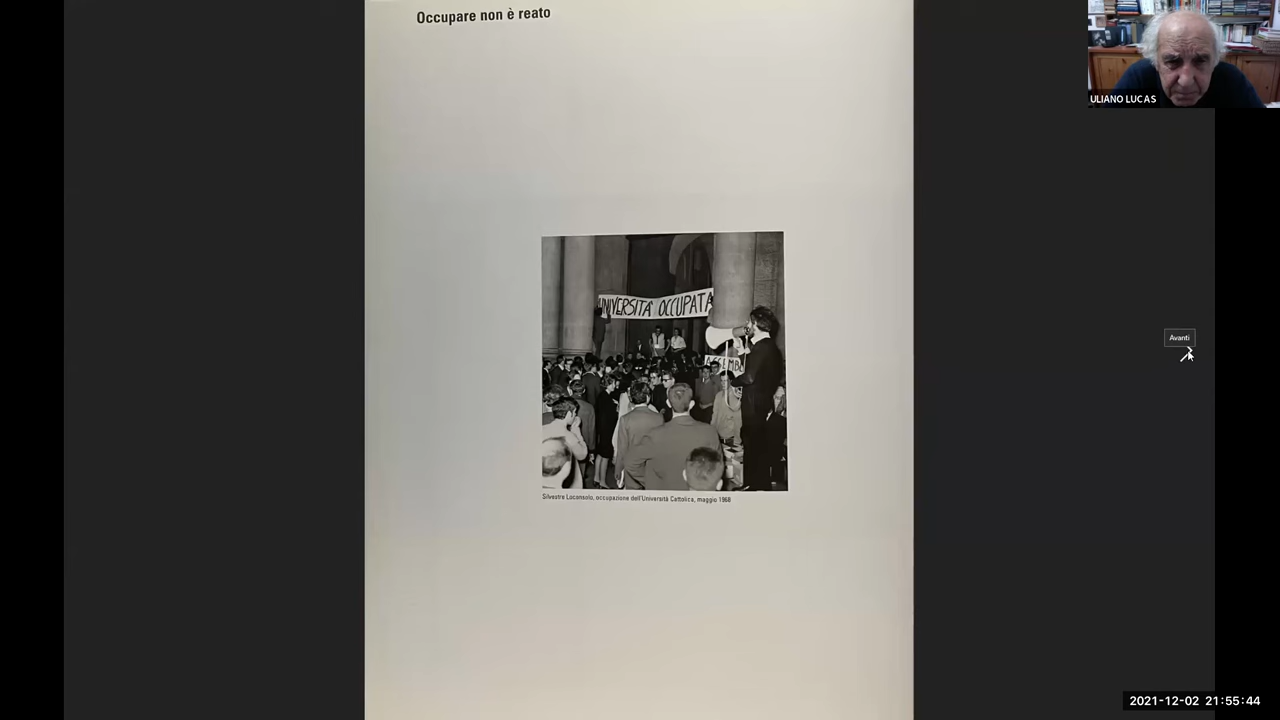 Occupare non è reato
ULIANO LUCAS
UNIVERSITÀ OCCUPATA
ASSEMB
Avanti
Silvestre Loconsolo, occupazione dell'Università Cattolica, maggio 1968
2021-12-02 21:55:44